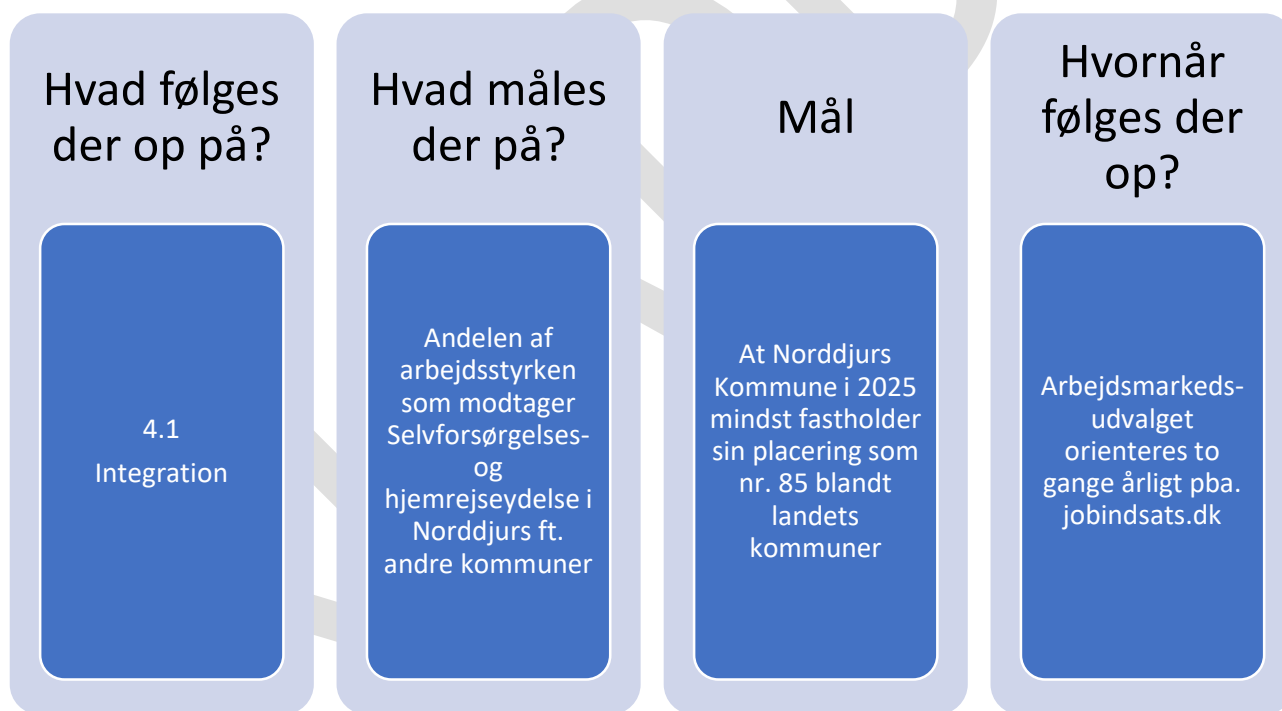 Hvad følges
der op på?
4.1
Integration
Hvad måles
der på?
Andelen af
arbejdsstyrken
som modtager
Selvforsørgelses-
og
hjemrejseydelse i
Norddjurs ft.
andre kommuner
Mål
At Norddjurs
Kommune i 2025
mindst fastholder
sin placering som
nr. 85 blandt
landets
kommuner
Hvornår
følges der
op?
Arbejdsmarkeds-
udvalget
orienteres to
gange årligt pba.
jobindsats.dk